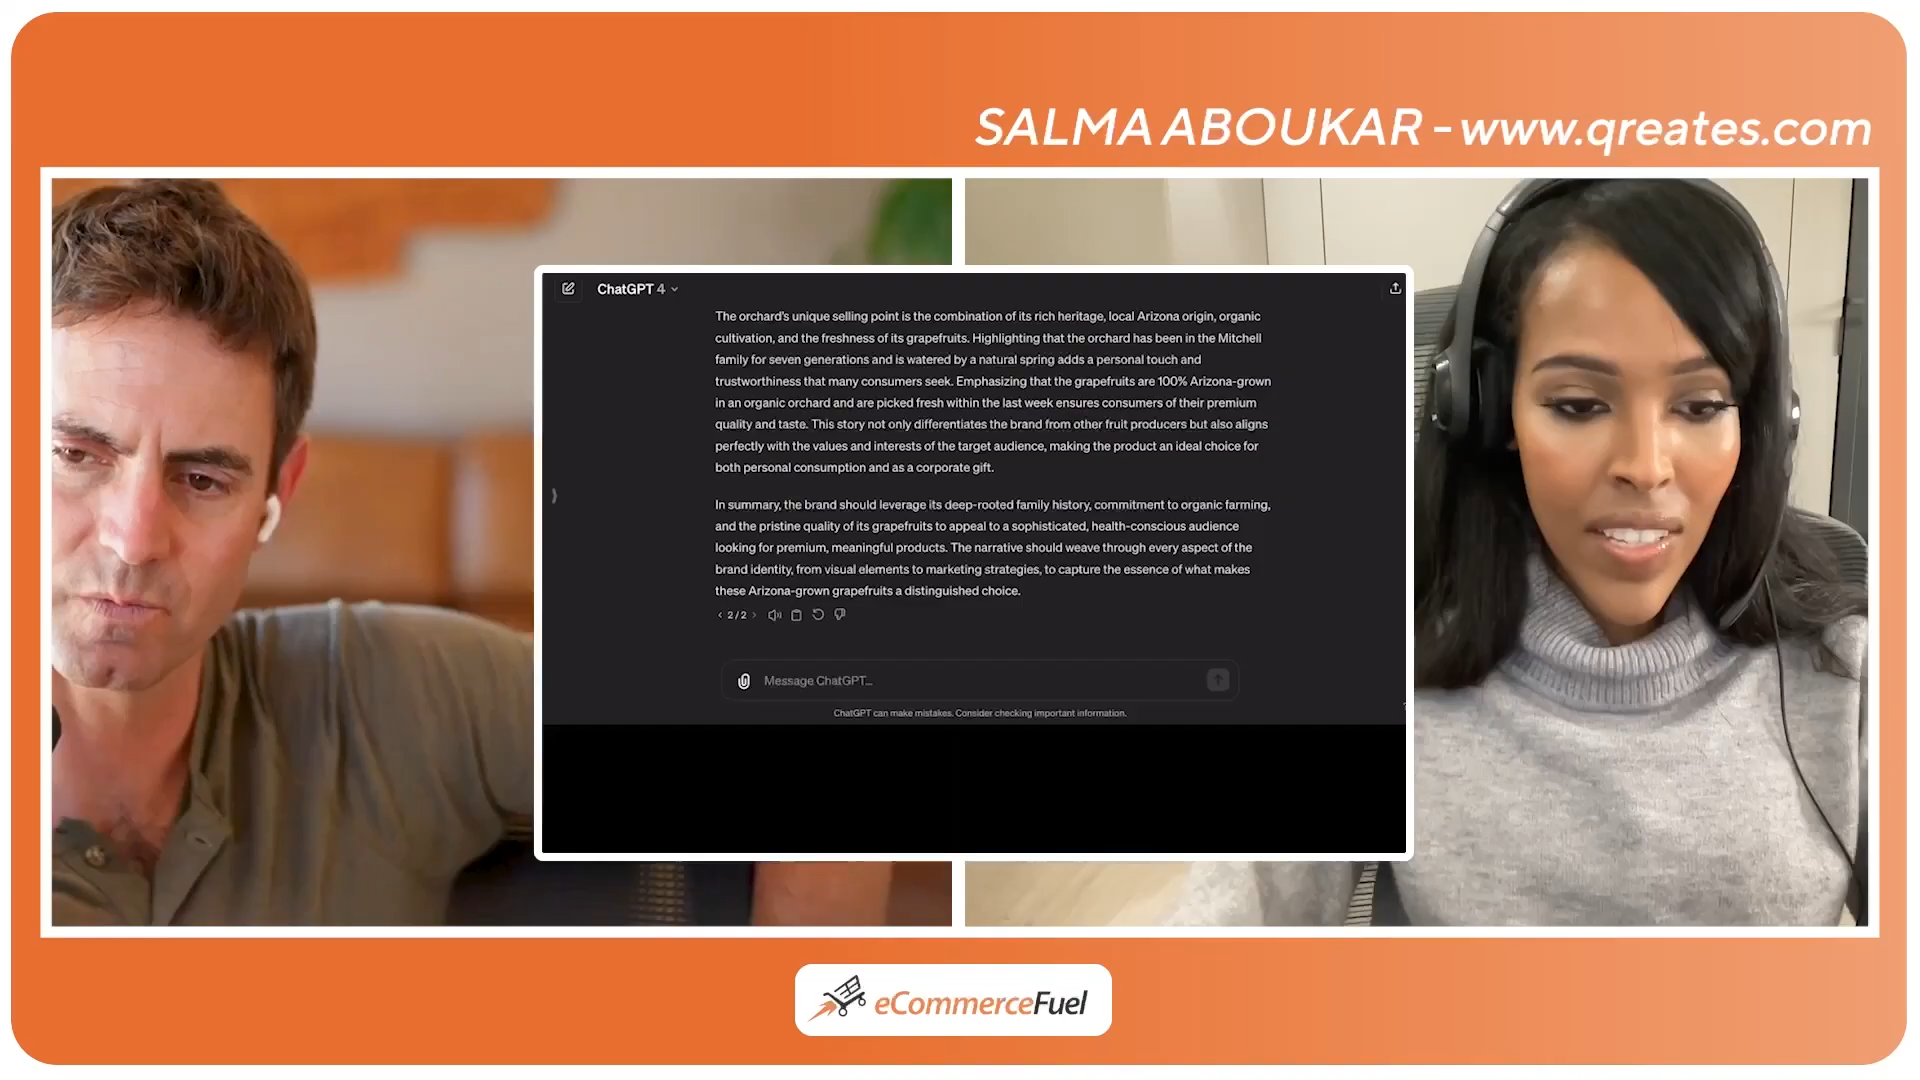 SALMA ABOUKAR - www.qreates.com
ChatGPT 4
The orchard's unique selling point is the combination of its rich heritage, local Arizona origin, organic
cultivation, and the freshness of its grapefruits. Highlighting that the orchard has been in the Mitchell
family for seven generations and is watered by a natural spring adds a personal touch and
trustworthiness that many consumers seek. Emphasizing that the grapefruits are 100% Arizona-grown
in an organic orchard and are picked fresh within the last week ensures consumers of their premium
quality and taste. This story not only differentiates the brand from other fruit producers but also aligns
perfectly with the values and interests of the target audience, making the product an ideal choice for
both personal consumption and as a corporate gift.
In summary, the brand should leverage its deep-rooted family history, commitment to organic farming,
and the pristine quality of its grapefruits to appeal to a sophisticated, health-conscious audience
looking for premium, meaningful products. The narrative should weave through every aspect of the
brand identity, from visual elements to marketing strategies, to capture the essence of what makes
these Arizona-grown grapefruits a distinguished choice.
< 2/2 >
Message ChatGPT...
ChatGPT can make mistakes. Consider checking important information.
eCommerceFuel